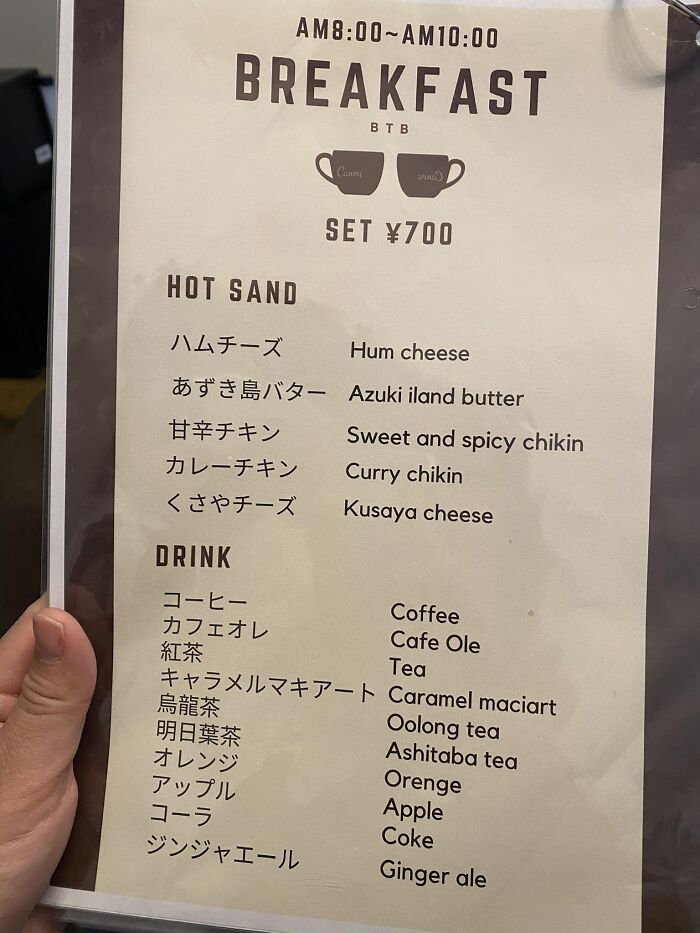 AM8:00~AM10:00
BREAKFAST
BTB
Canva Canva
SET ¥700
HOT SAND
ハムチーズ Hum cheese
あずき島バター Azuki iland butter
甘辛チキン Sweet and spicy chikin
カレーチキン Curry chikin
くさやチーズ Kusaya cheese
DRINK
コーヒー Coffee
カフェオレ Cafe Ole
紅茶 Tea
キャラメルマキアート Caramel maciart
烏龍茶 Oolong tea
明日葉茶 Ashitaba tea
オレンジ Orenge
アップル Apple
コーラ Coke
ジンジャエール Ginger ale